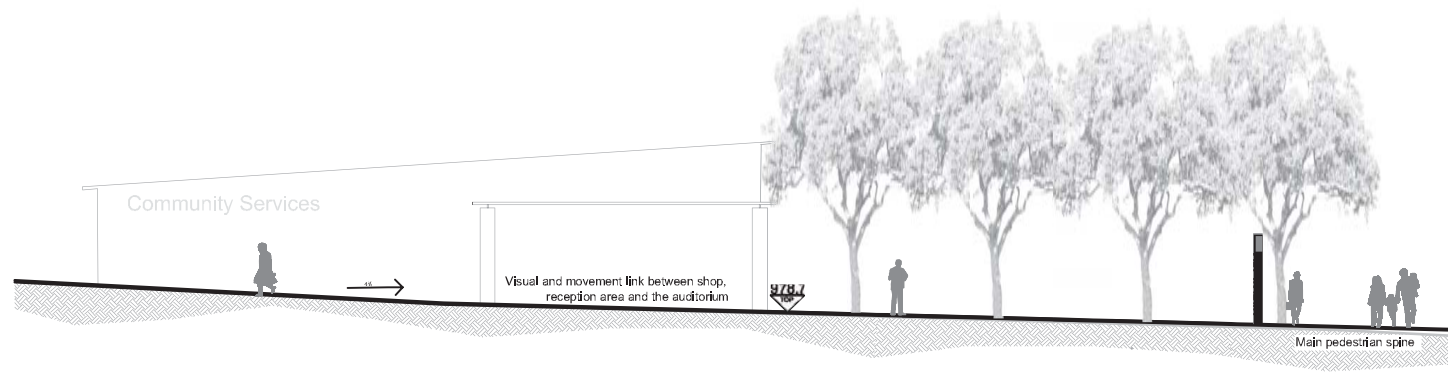 Community Services
Visual and movement link between shop,
reception area and the auditorium
978.7
TOP
Main pedestrian spine